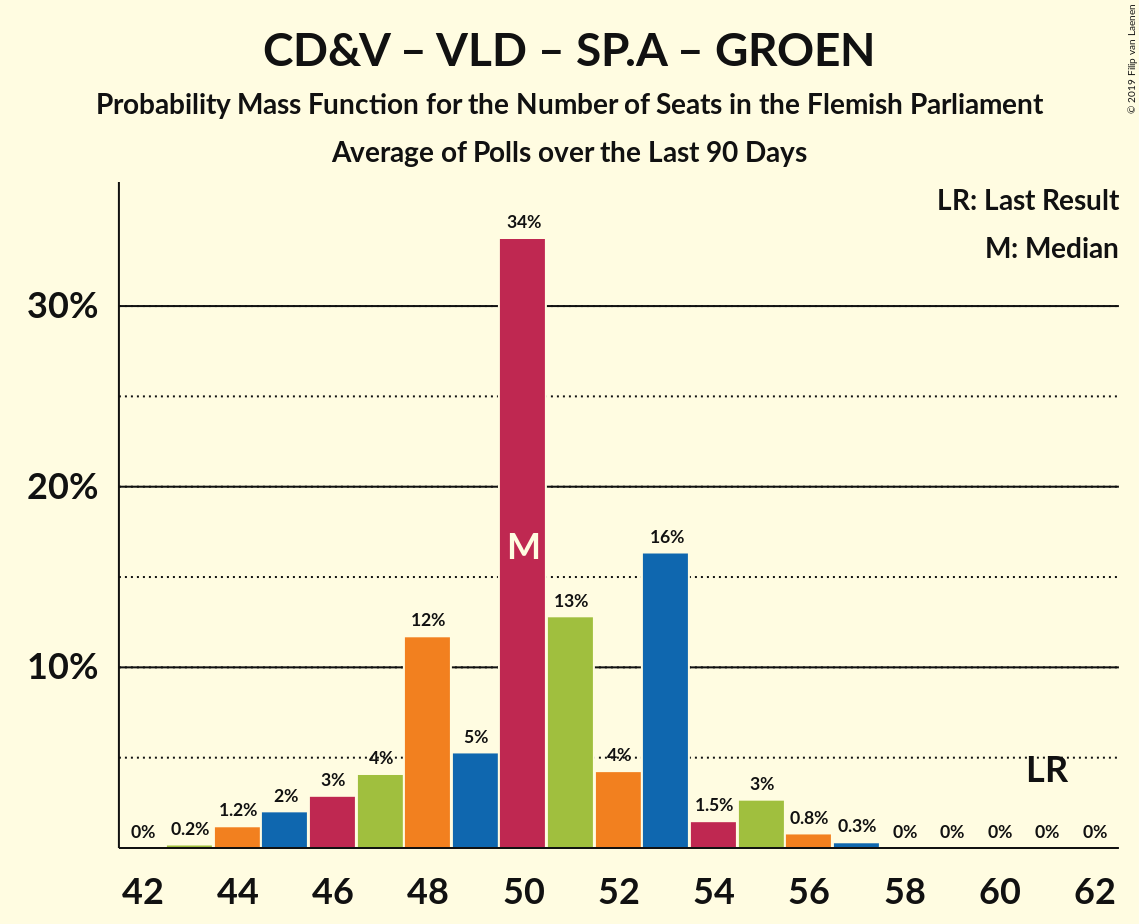 CD&V – VLD – SP.A – GROEN
Probability Mass Function for the Number of Seats in the Flemish Parliament
Average of Polls over the Last 90 Days
© 2019 Filip van Laenen
LR: Last Result
M: Median
30%
20%
10%
0% 0.2% 1.2% 2% 3% 4% 12% 5% 34% 13% 4% 16% 1.5% 3% 0.8% 0.3% 0% 0% 0% 0% 0%
M
LR
42 44 46 48 50 52 54 56 58 60 62